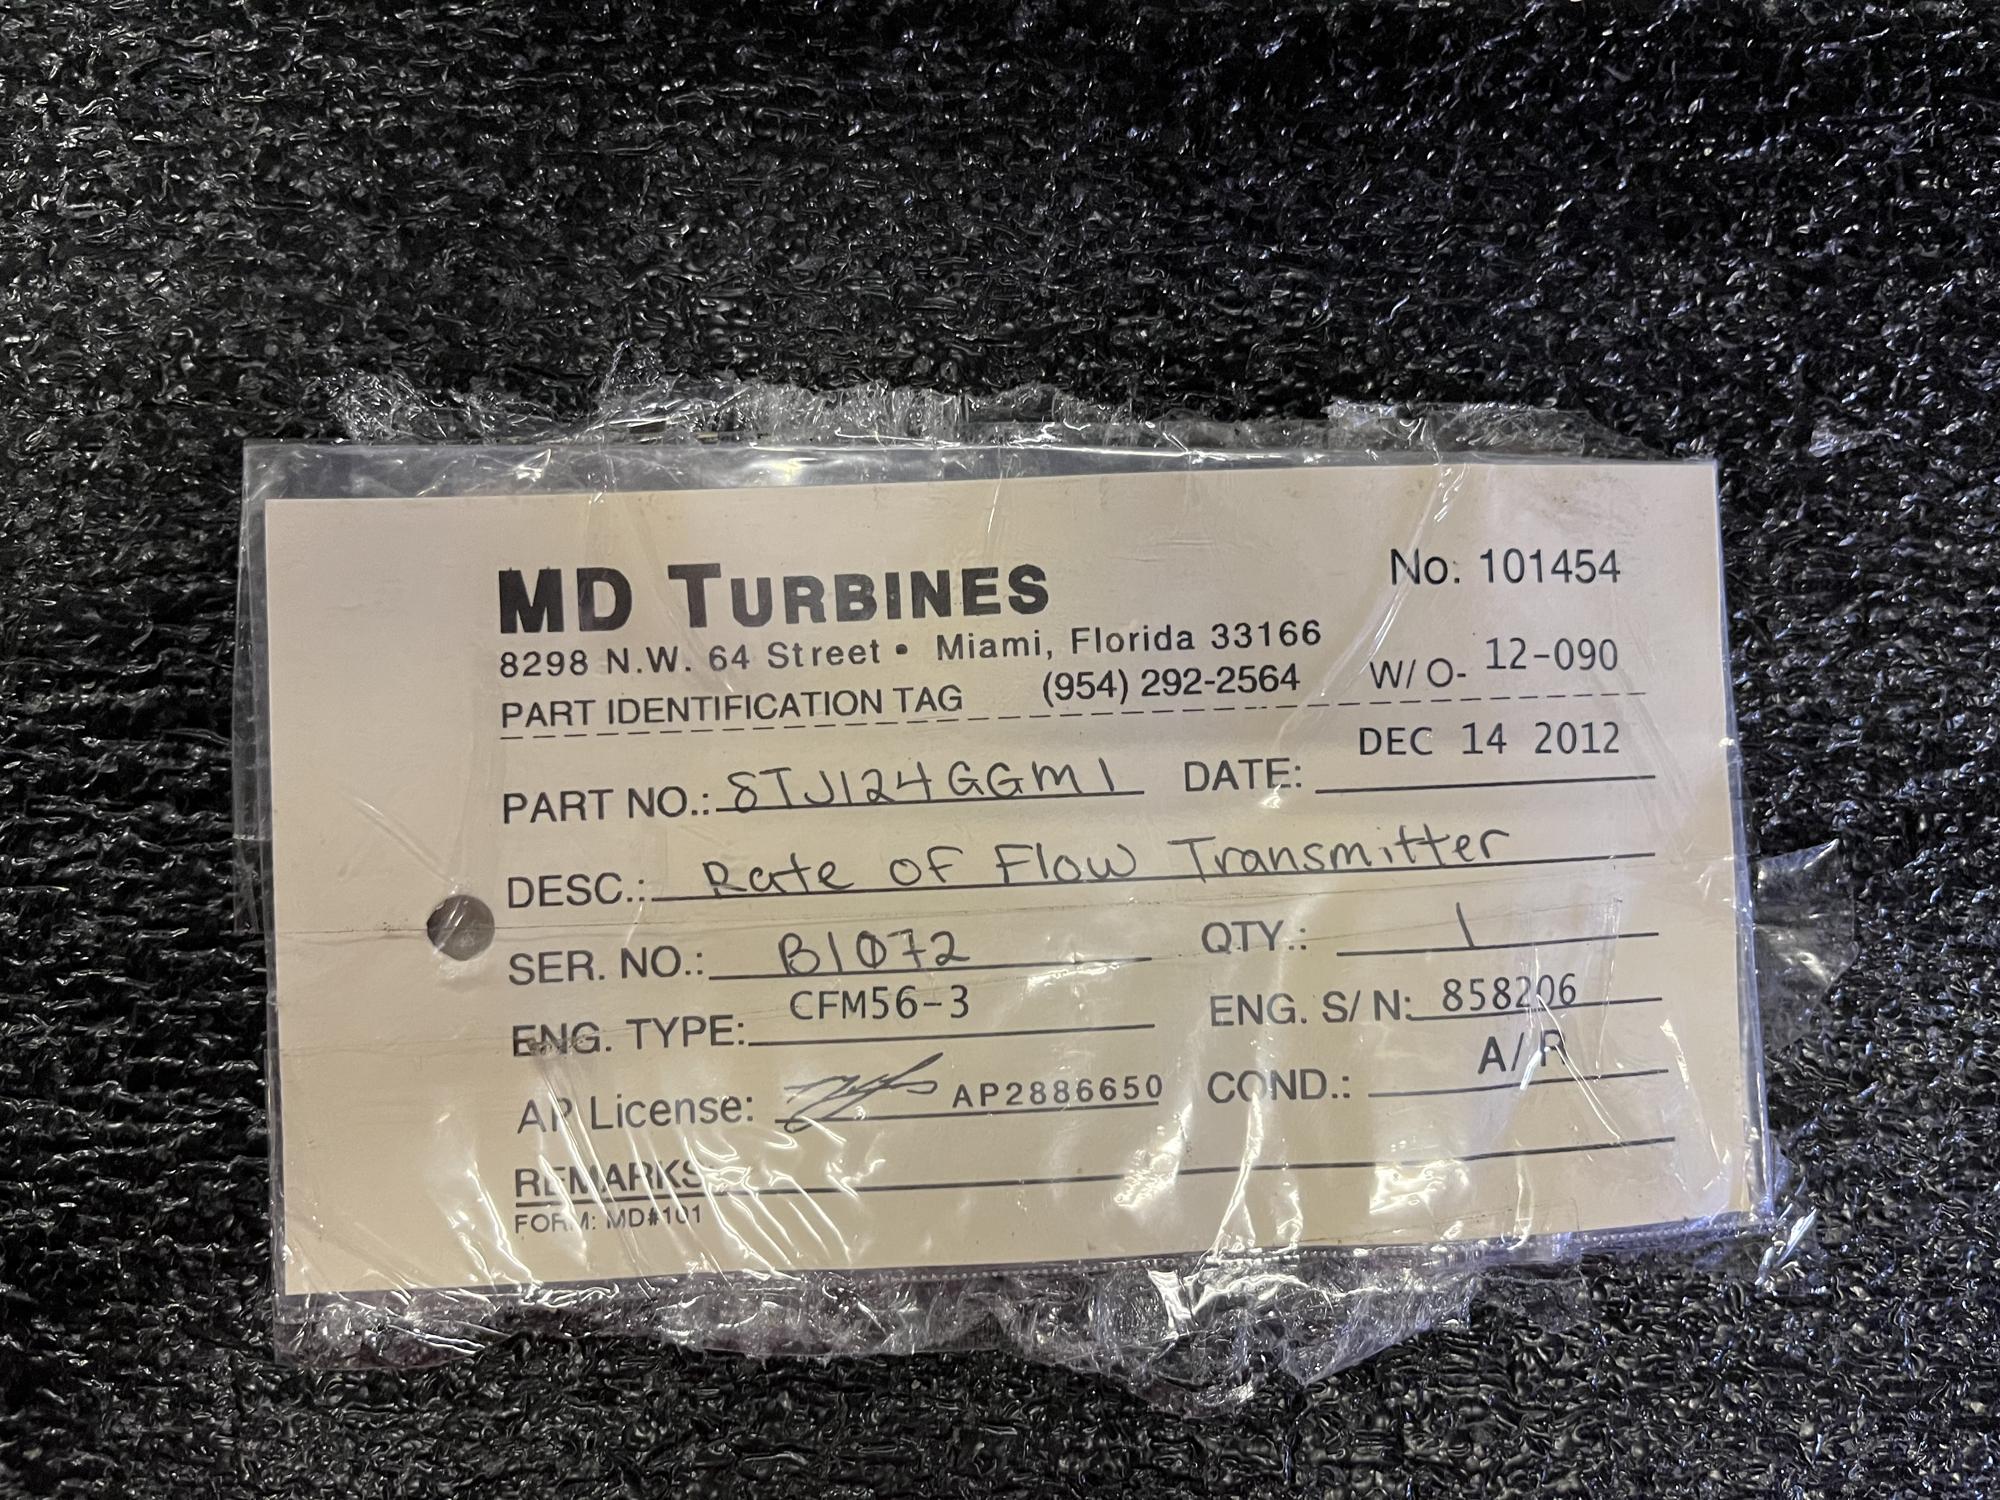 MD TURBINES
No: 101454
8298 N.W. 64 Street • Miami, Florida 33166
PART IDENTIFICATION TAG (954) 292-2564 W/O- 12-090
PART NO.: 8TJ124GGM1 DATE: DEC 14 2012
DESC.: Rate of Flow Transmitter
SER. NO.: B1072 QTY.: 1
ENG. TYPE: CFM56-3 ENG. S/N: 858206
AP License: AP2886650 COND.: A/R
REMARKS:
FORM: MD#101